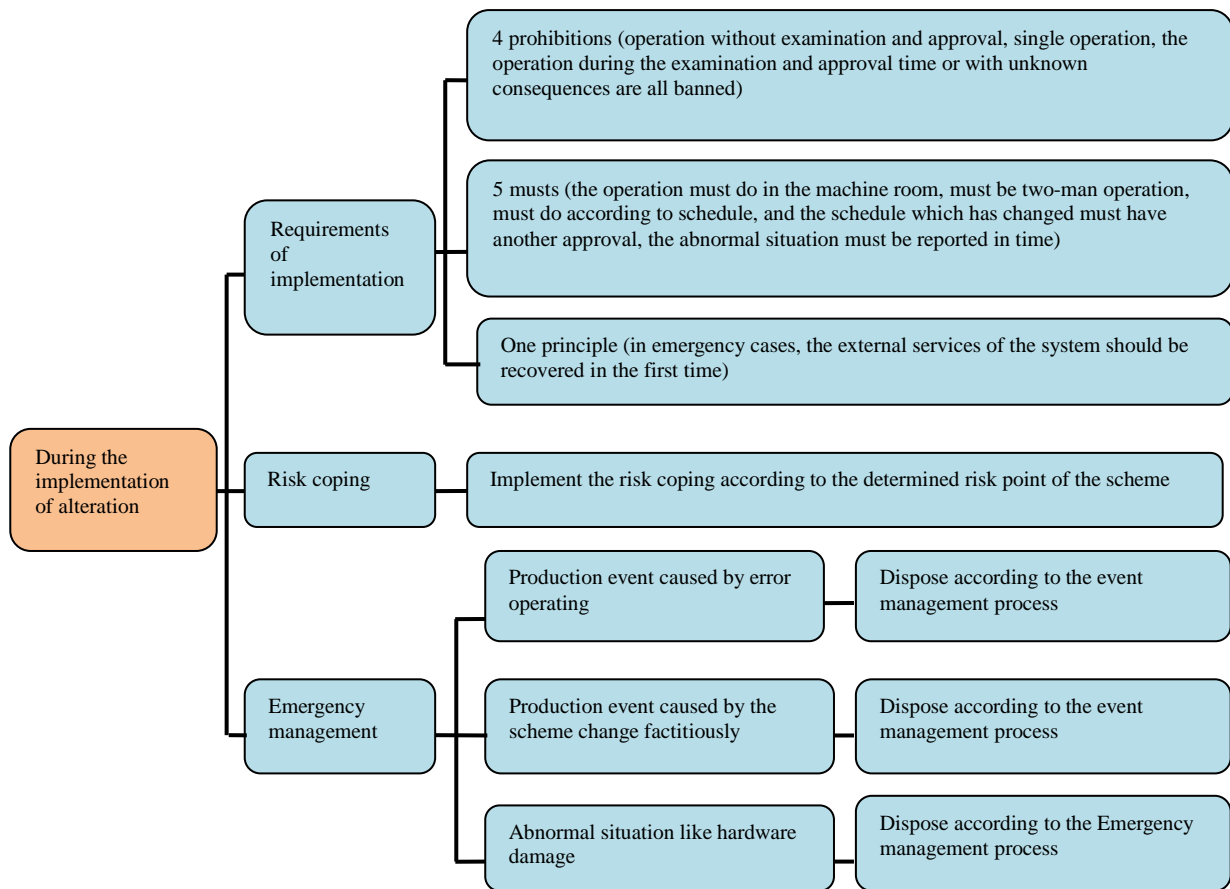 4 prohibitions (operation without examination and approval, single operation, the
operation during the examination and approval time or with unknown
consequences are all banned)
5 musts (the operation must do in the machine room, must be two-man operation,
must do according to schedule, and the schedule which has changed must have
another approval, the abnormal situation must be reported in time)
Requirements
of
implementation
One principle (in emergency cases, the external services of the system should be
recovered in the first time)
During the
implementation
of alteration
Risk coping
Implement the risk coping according to the determined risk point of the scheme
Production event caused by error
operating
Dispose according to the event
management process
Emergency
management
Production event caused by the
scheme change factitiously
Dispose according to the event
management process
Abnormal situation like hardware
damage
Dispose according to the Emergency
management process